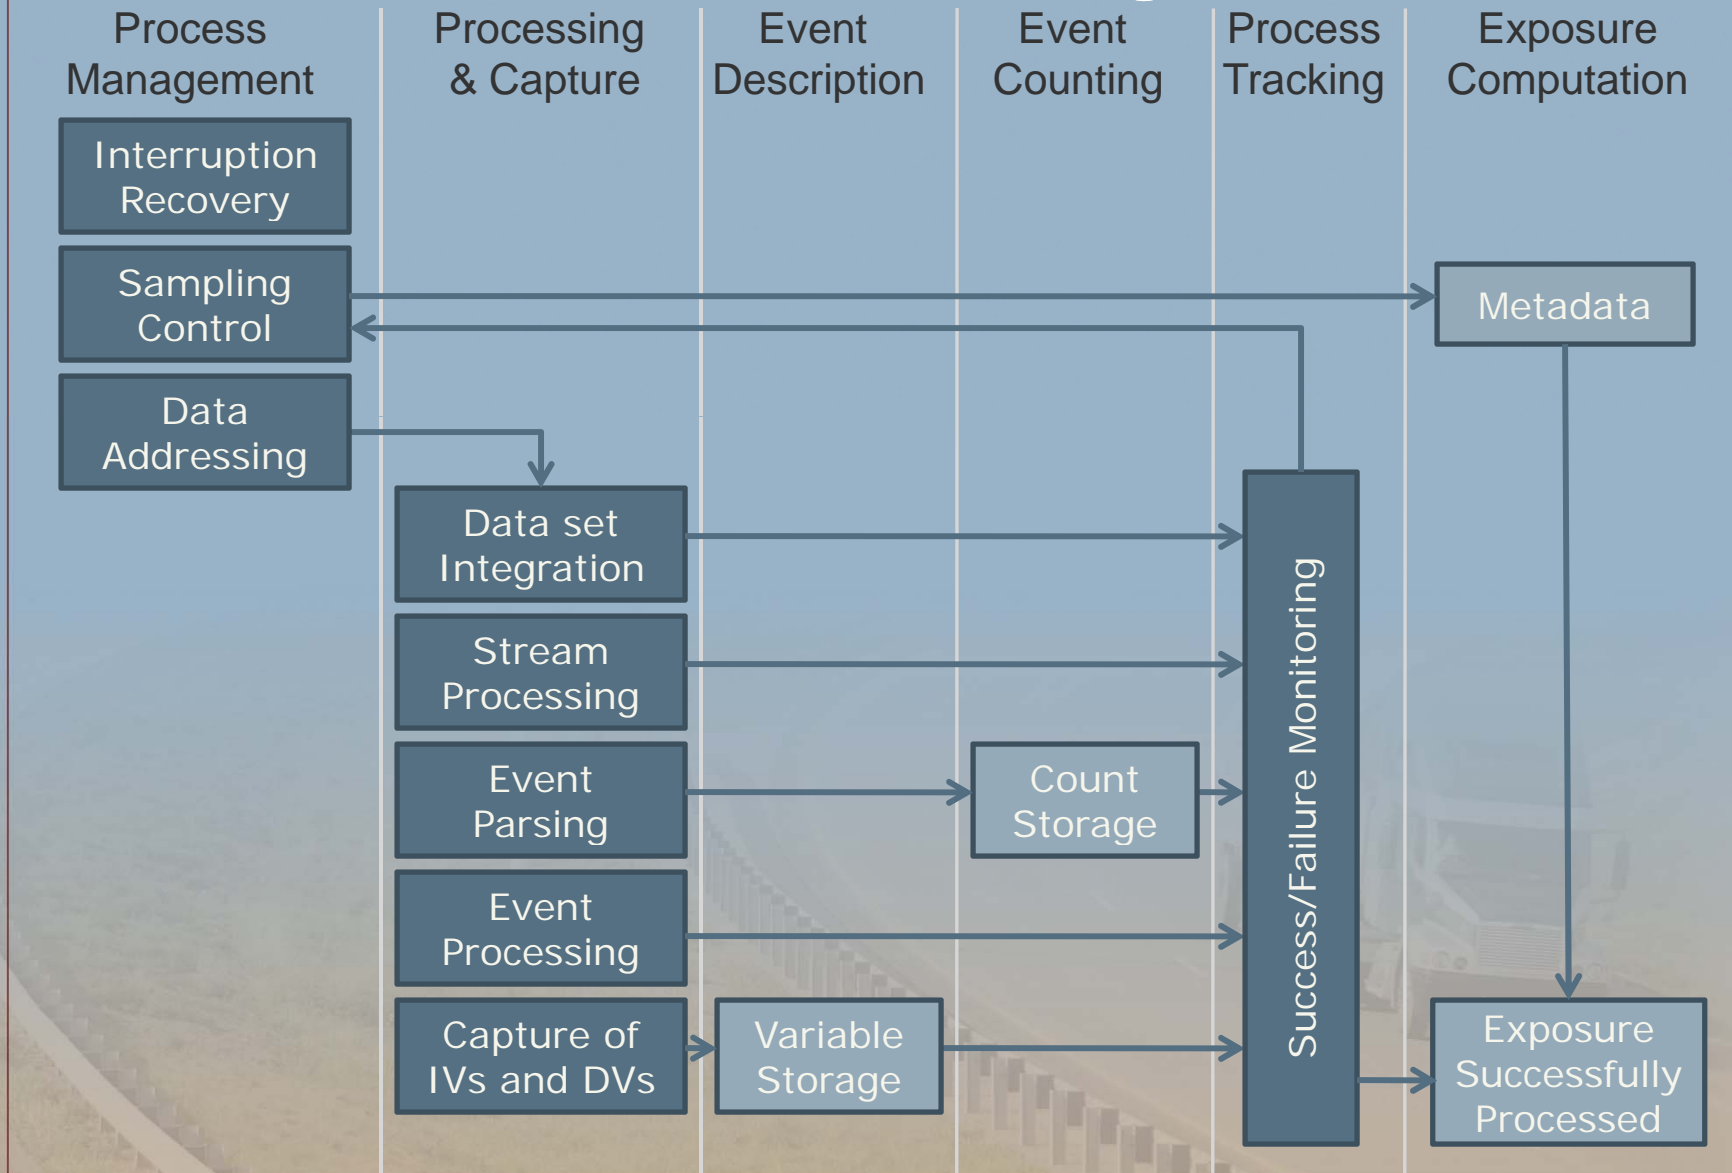 Process
Management
Processing
& Capture
Event
Description
Event
Counting
Process
Tracking
Exposure
Computation
Interruption
Recovery
Sampling
Control
Metadata
Data
Addressing
Data set
Integration
Stream
Processing
Event
Parsing
Count
Storage
Event
Processing
Capture of
IVs and DVs
Variable
Storage
Success/Failure Monitoring
Exposure
Successfully
Processed